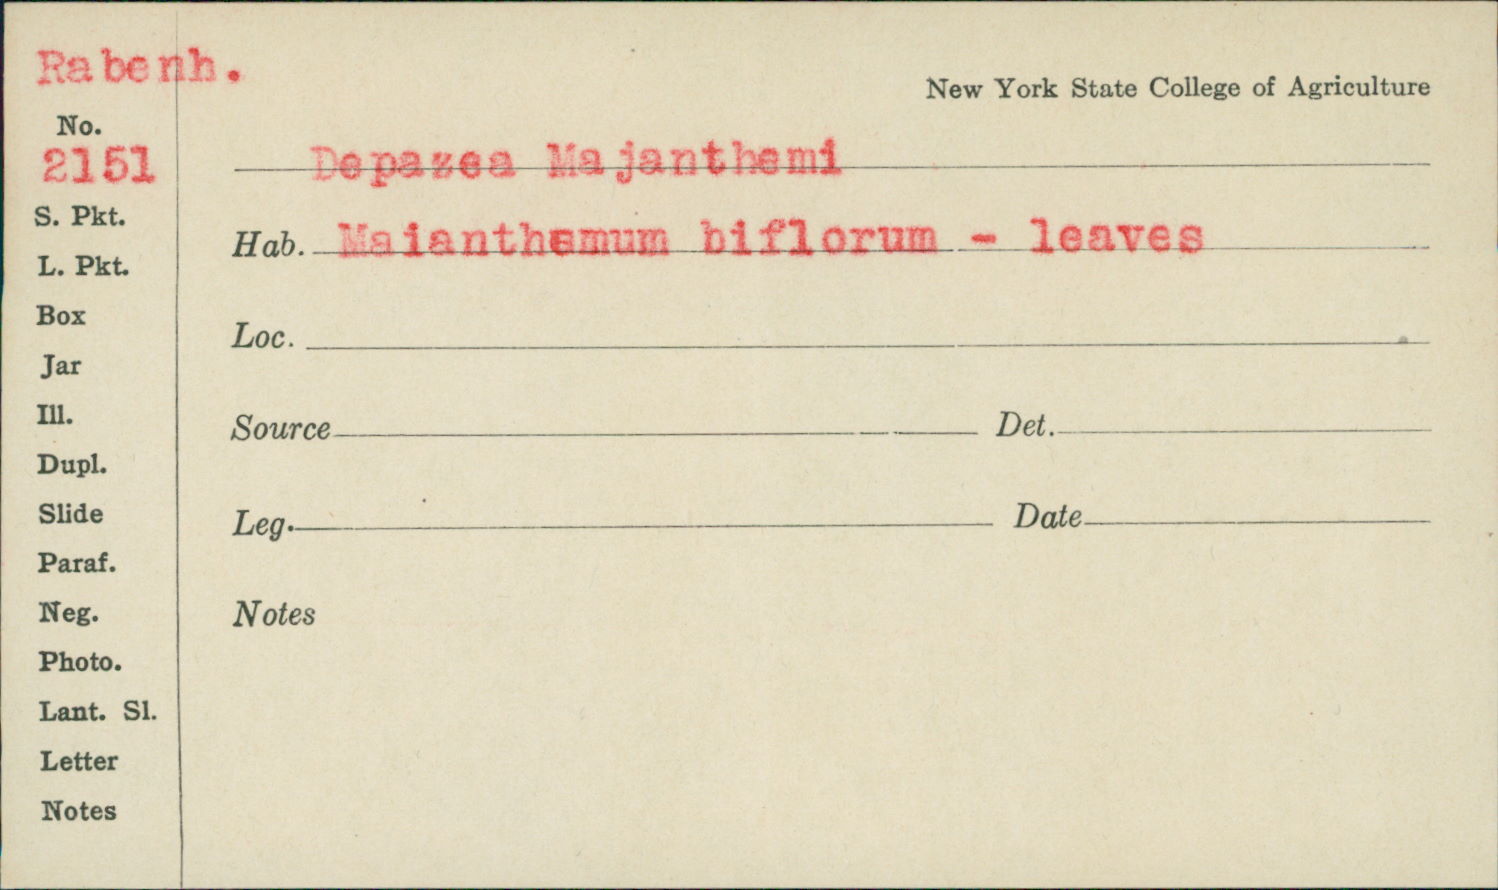 Rabenh.
New York State College of Agriculture
No.
2151
Depazea Majanthemi
S. Pkt.
Hab. Maianthemum biflorum - leaves
L. Pkt.
Box
Loc.
Jar
Ill.
Source Det.
Dupl.
Slide
Leg. Date
Paraf.
Neg.
Notes
Photo.
Lant. Sl.
Letter
Notes